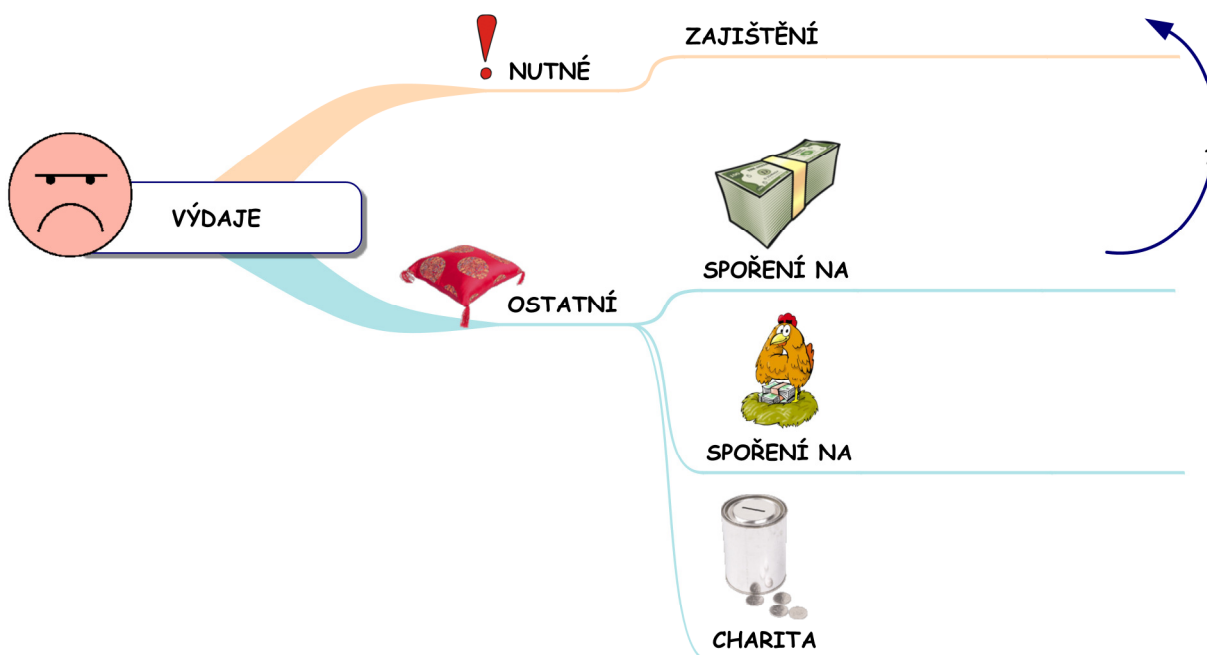 NUTNÉ
ZAJIŠTĚNÍ
VÝDAJE
OSTATNÍ
SPOŘENÍ NA
SPOŘENÍ NA
CHARITA